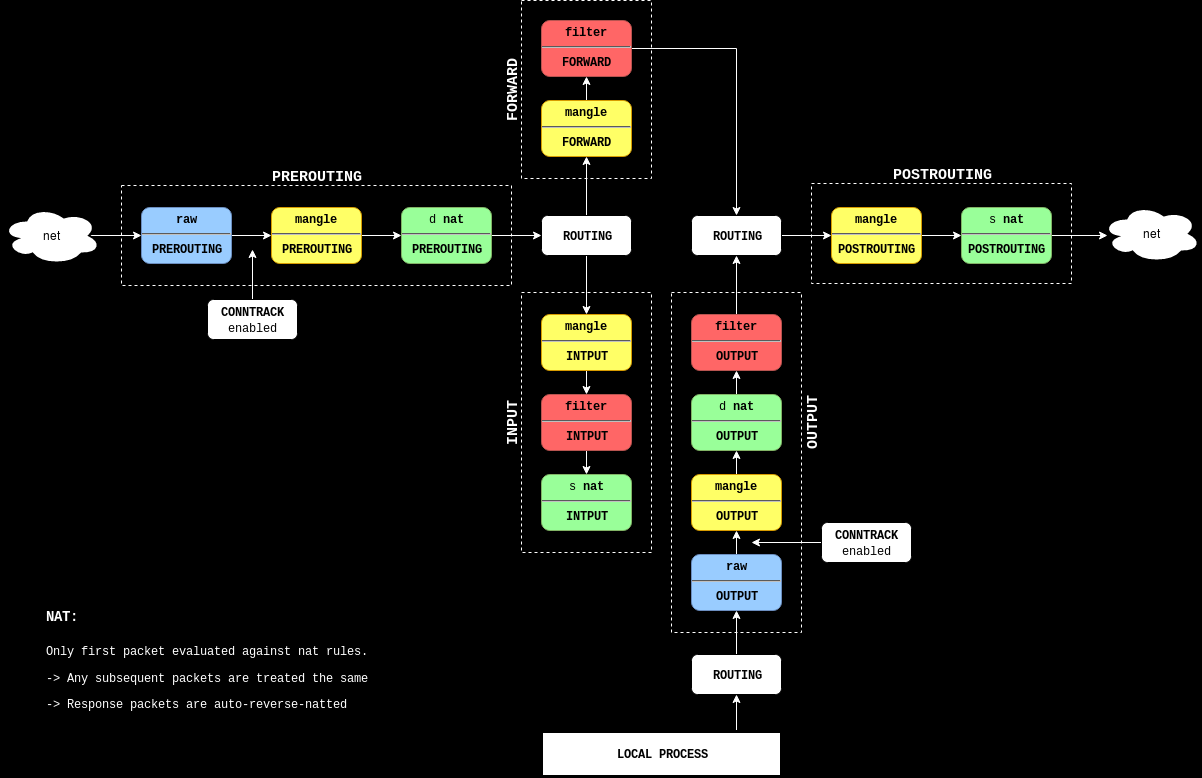 filter
FORWARD
mangle
FORWARD
FORWARD
PREROUTING
net
raw
PREROUTING
mangle
PREROUTING
d nat
PREROUTING
CONNTRACK
enabled
ROUTING
ROUTING
POSTROUTING
mangle
POSTROUTING
s nat
POSTROUTING
net
INPUT
mangle
INTPUT
filter
INTPUT
s nat
INTPUT
OUTPUT
filter
OUTPUT
d nat
OUTPUT
mangle
OUTPUT
CONNTRACK
enabled
raw
OUTPUT
ROUTING
LOCAL PROCESS
NAT:
Only first packet evaluated against nat rules.
-> Any subsequent packets are treated the same
-> Response packets are auto-reverse-natted